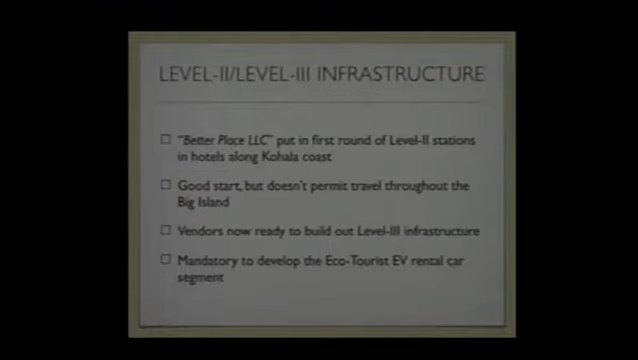 LEVEL-II/LEVEL-III INFRASTRUCTURE
"Better Place LLC" put in first round of Level-II stations
in hotels along Kohala coast
Good start, but doesn't permit travel throughout the
Big Island
Vendors now ready to build out Level-III infrastructure
Mandatory to develop the Eco-Tourist EV rental car
segment